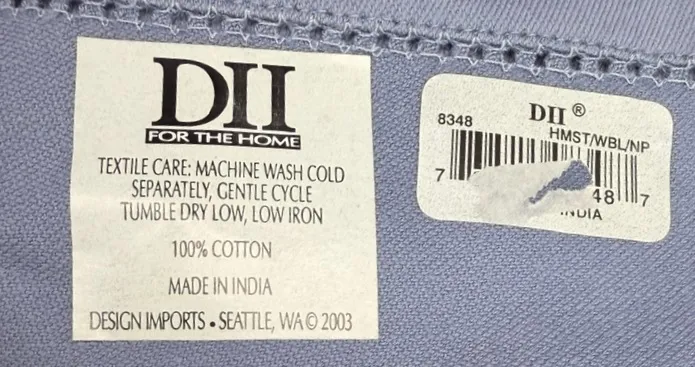 DII
FOR THE HOME
TEXTILE CARE: MACHINE WASH COLD
SEPARATELY, GENTLE CYCLE
TUMBLE DRY LOW, LOW IRON
100% COTTON
MADE IN INDIA
DESIGN IMPORTS • SEATTLE, WA © 2003
DII®
8348
HMST/WBL/NP
7 48 7
INDIA